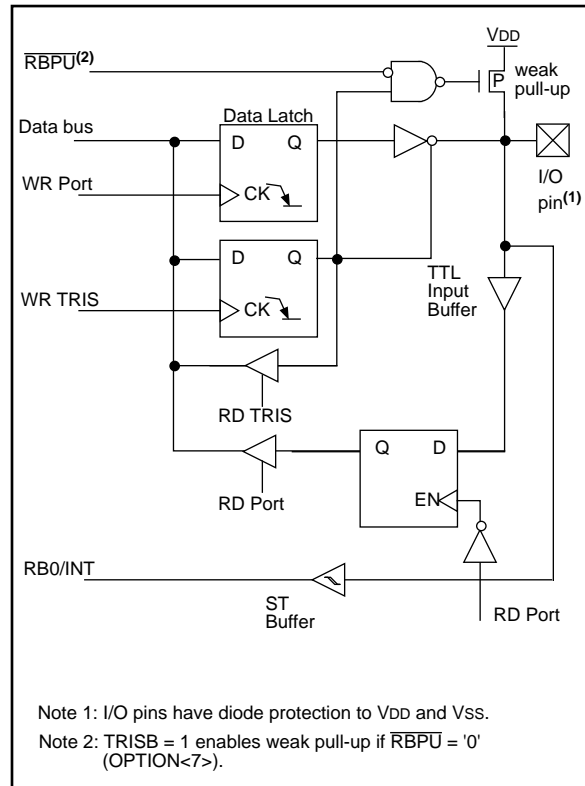 VDD
RBPU(2)
P
weak
pull-up
Data Latch
Data bus
D
Q
I/O
pin(1)
WR Port
CK
D
Q
TTL
Input
Buffer
WR TRIS
CK
RD TRIS
Q
D
EN
RD Port
RB0/INT
ST
Buffer
RD Port
Note 1: I/O pins have diode protection to VDD and VSS.
Note 2: TRISB = 1 enables weak pull-up if RBPU = '0'
(OPTION<7>).